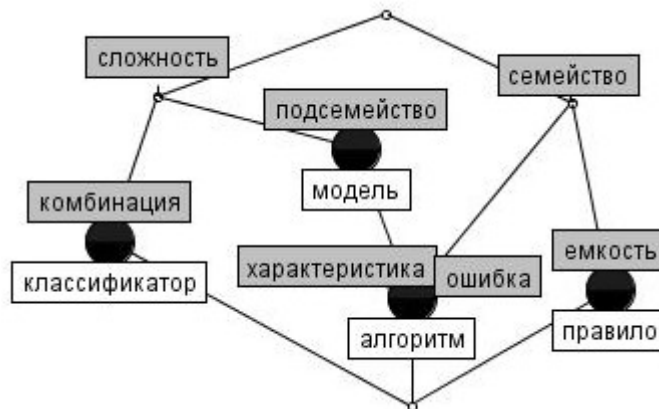 сложность
семейство
подсемейство
модель
комбинация
классификатор
характеристика
ошибка
емкость
алгоритм
правило